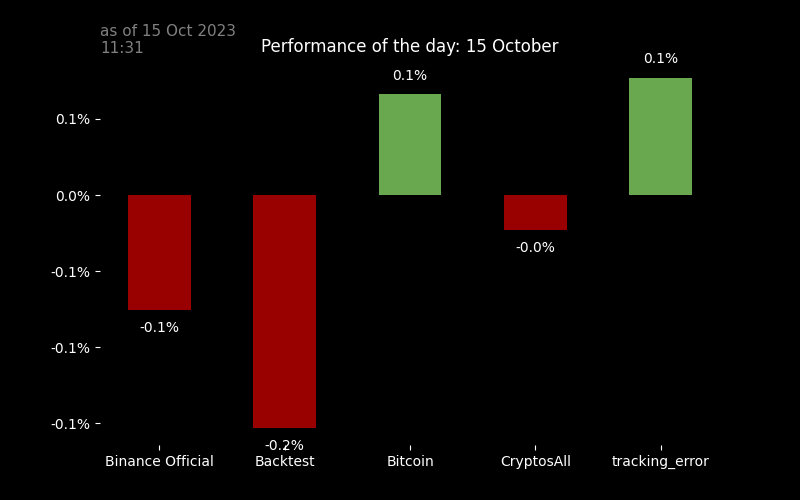 as of 15 Oct 2023
11:31
Performance of the day: 15 October
0.1%
0.1%
0.1%
0.0%
-0.0%
-0.1%
-0.1%
-0.1%
-0.1%
-0.2%
Binance Official
Backtest
Bitcoin
CryptosAll
tracking_error